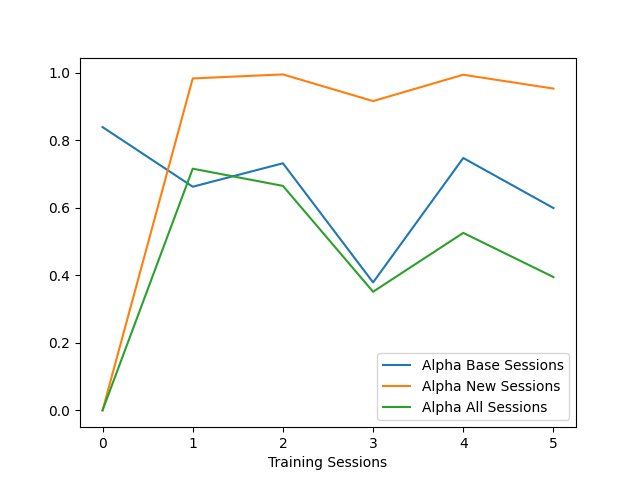 1.0
0.8
0.6
0.4
0.2
0.0
Alpha Base Sessions
Alpha New Sessions
Alpha All Sessions
0 1 2 3 4 5
Training Sessions